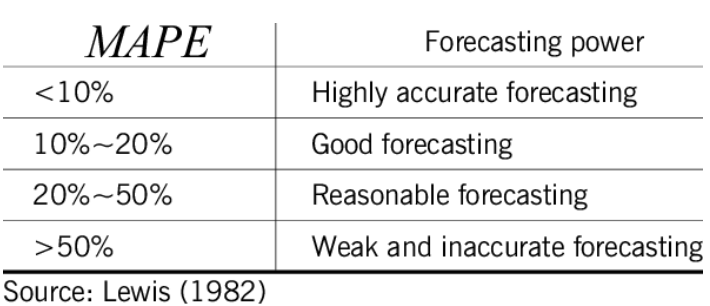 MAPE Forecasting power
<10% Highly accurate forecasting
10%~20% Good forecasting
20%~50% Reasonable forecasting
>50% Weak and inaccurate forecasting
Source: Lewis (1982)